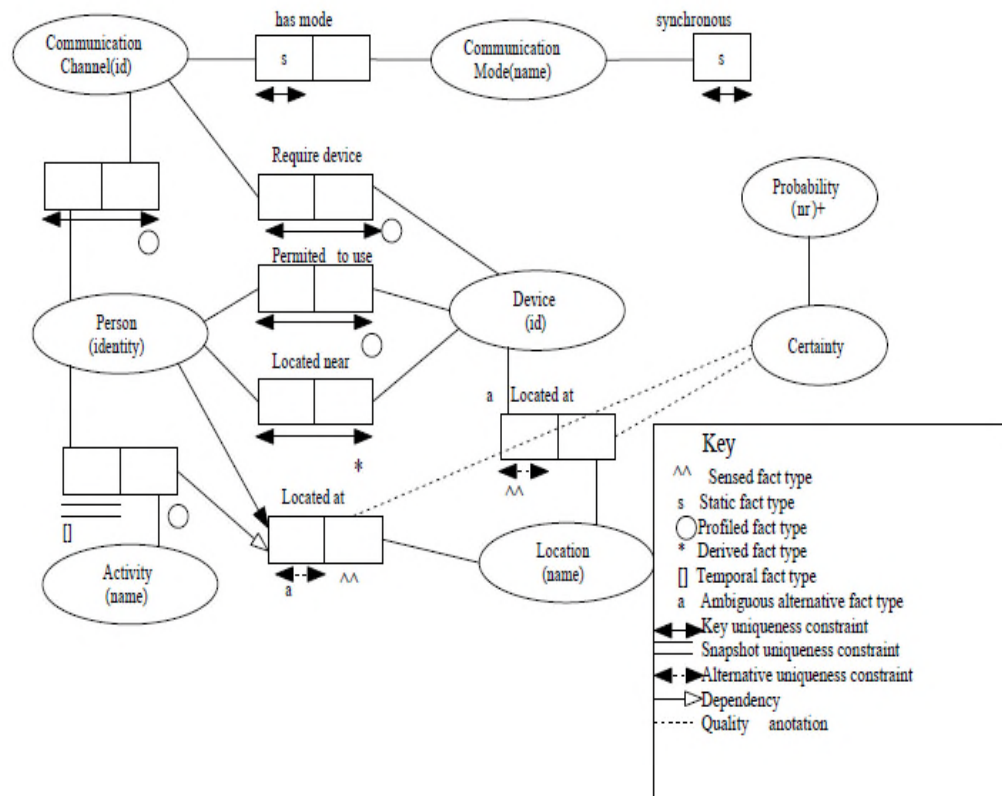 has mode
synchronous
Communication
Channel(id)
s
Communication
Mode(name)
s
Require device
Probability
(nr)+
Permited to use
Person
(identity)
Device
(id)
Certainty
Located near
a Located at
*
^^
Located at
[]
Activity
(name)
a
^^
Location
(name)
Key
^^ Sensed fact type
s Static fact type
Profiled fact type
* Derived fact type
[] Temporal fact type
a Ambiguous alternative fact type
Key uniqueness constraint
Snapshot uniqueness constraint
Alternative uniqueness constraint
Dependency
Quality anotation